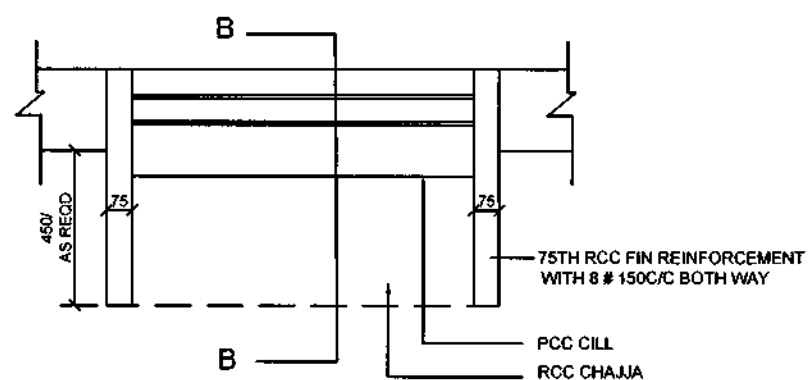 B
75
75
450/
AS REQD
75TH RCC FIN REINFORCEMENT
WITH 8 # 150C/C BOTH WAY
B
PCC CILL
RCC CHAJJA